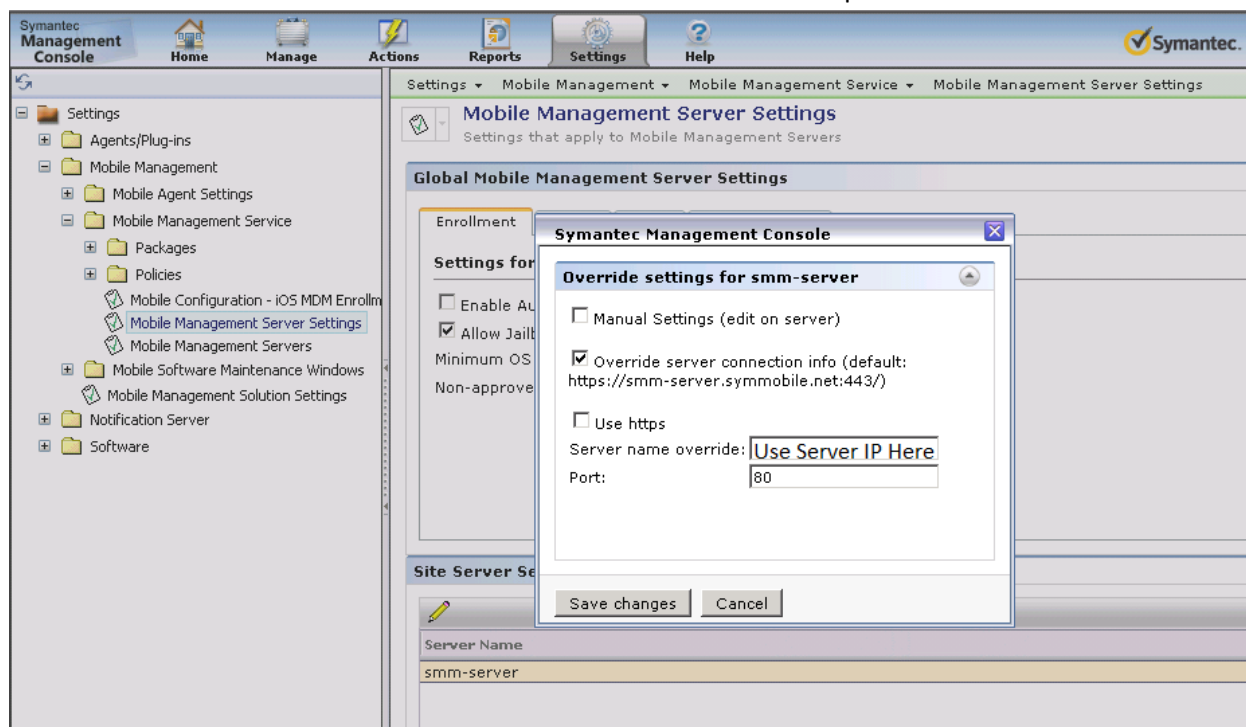 Symantec
Management
Console
Home
Manage
Actions
Reports
Settings
Help
Symantec.
Settings
Agents/Plug-ins
Mobile Management
Mobile Agent Settings
Mobile Management Service
Packages
Policies
Mobile Configuration - iOS MDM Enrollm
Mobile Management Server Settings
Mobile Management Servers
Mobile Software Maintenance Windows
Mobile Management Solution Settings
Notification Server
Software
Settings Mobile Management Mobile Management Service Mobile Management Server Settings
Mobile Management Server Settings
Settings that apply to Mobile Management Servers
Global Mobile Management Server Settings
Enrollment
Settings for
Enable Au
Allow Jailb
Minimum OS
Non-approve
Symantec Management Console
Override settings for smm-server
Manual Settings (edit on server)
Override server connection info (default:
https://smm-server.symmobile.net:443/)
Use https
Server name override: Use Server IP Here
Port: 80
Save changes Cancel
Site Server Se
Server Name
smm-server